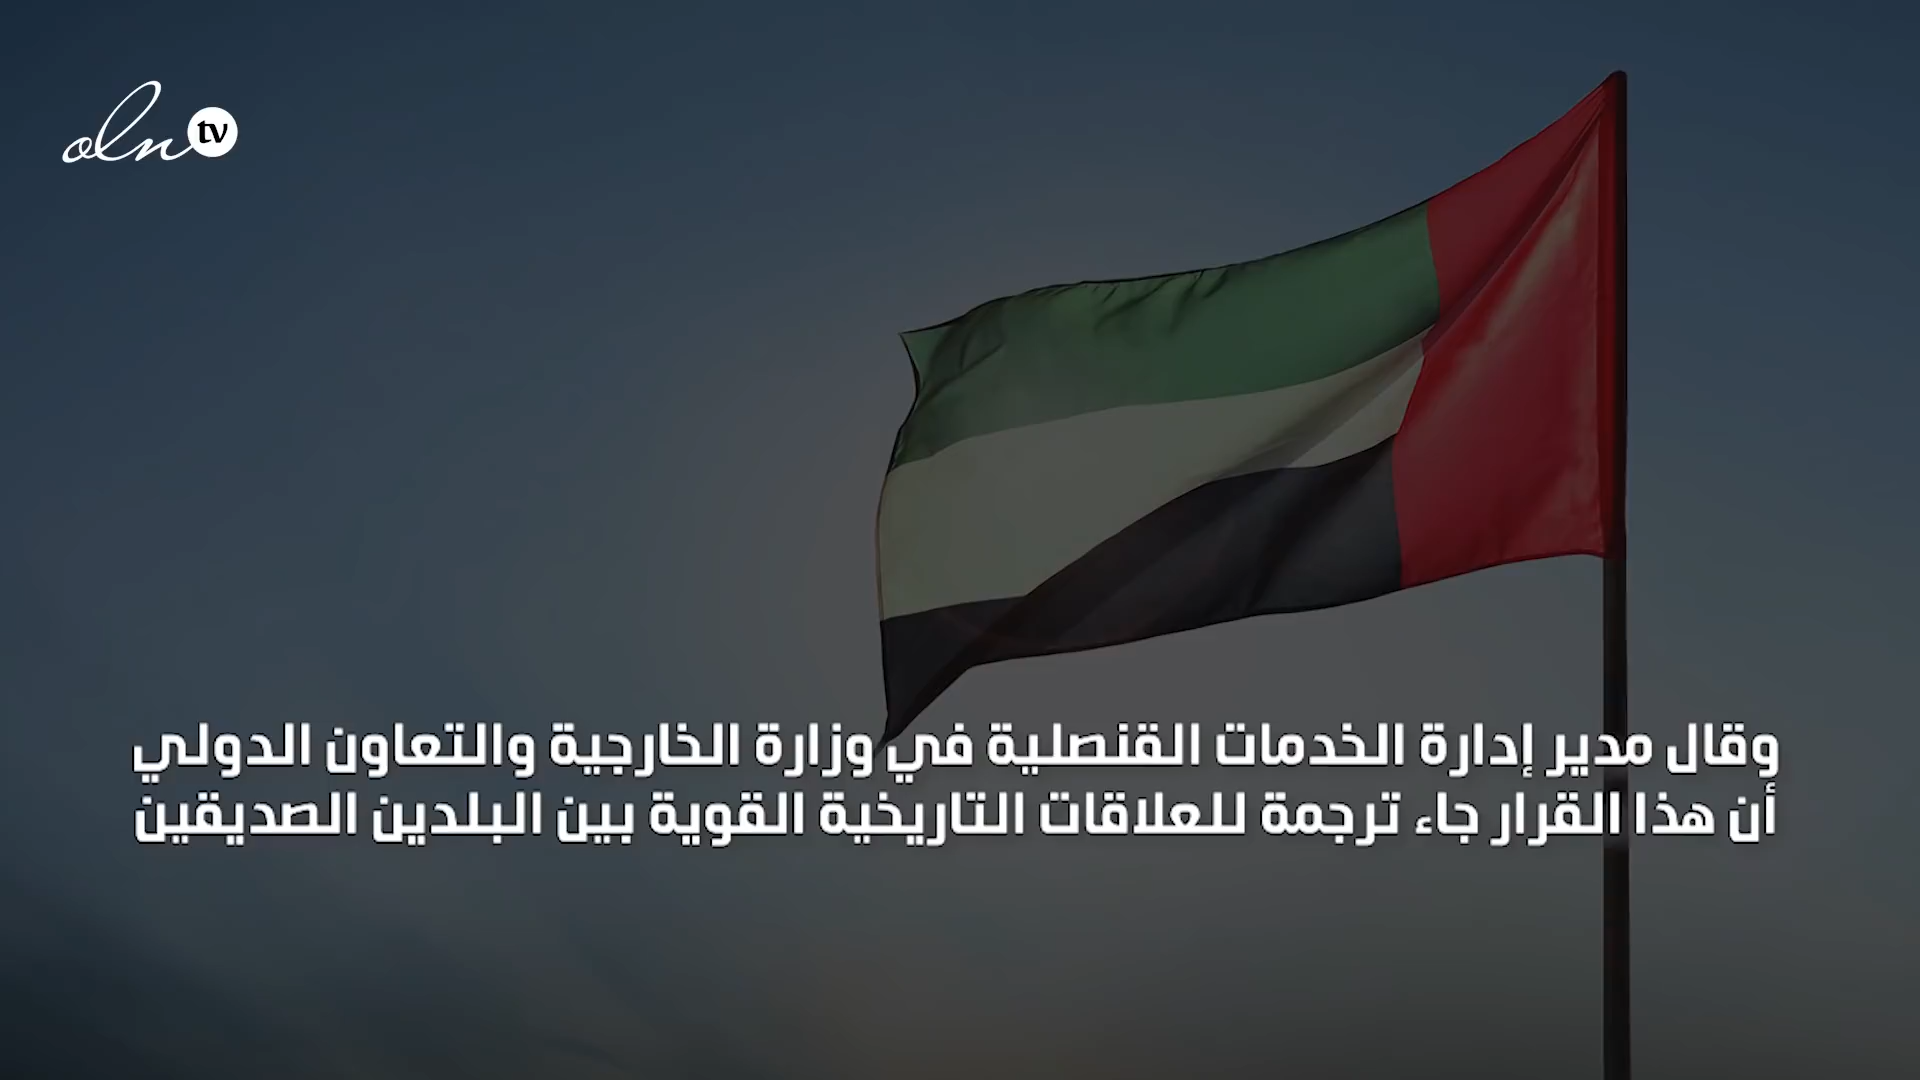 oln tv
وقال مدير إدارة الخدمات القنصلية في وزارة الخارجية والتعاون الدولي
أن هذا القرار جاء ترجمة للعلاقات التاريخية القوية بين البلدين الصديقين